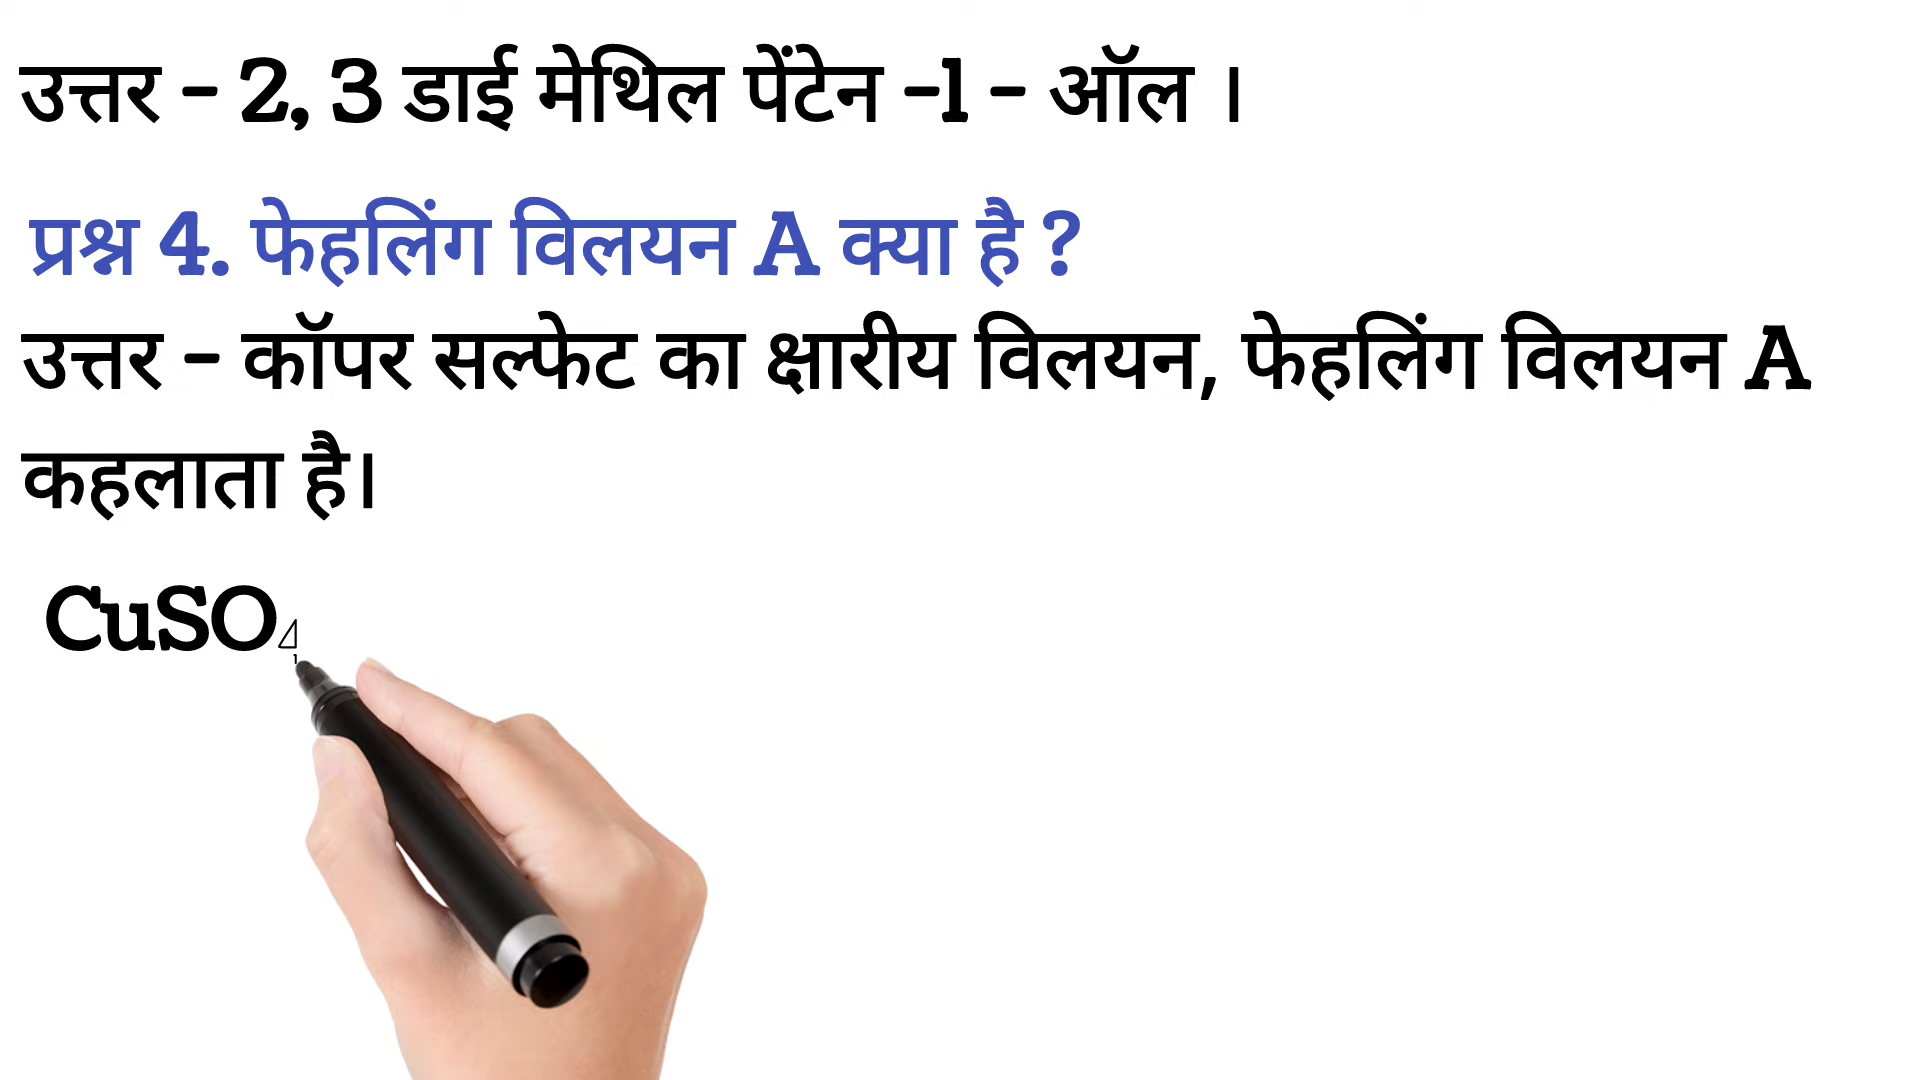 उत्तर - 2, 3 डाई मेथिल पेंटेन -1 - ऑल ।
प्रश्न 4. फेहलिंग विलयन A क्या है ?
उत्तर - कॉपर सल्फेट का क्षारीय विलयन, फेहलिंग विलयन A
कहलाता है।
CuSO₄